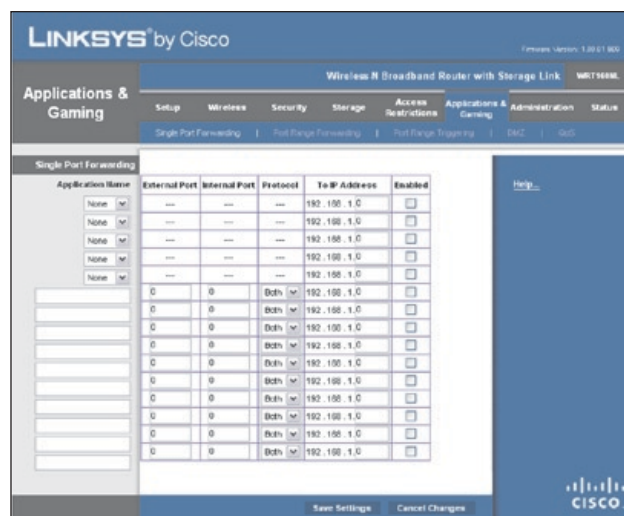 LINKSYS® by Cisco
Firmware Version: 1.00.01 B00
Applications & Gaming
Wireless N Broadband Router with Storage Link
WRT160NL
Setup Wireless Security Storage Access Restrictions Applications & Gaming Administration Status
Single Port Forwarding | Port Range Forwarding | Port Range Triggering | DMZ | QoS
Single Port Forwarding
Application Name External Port Internal Port Protocol To IP Address Enabled
Help...
None --- --- --- 192 . 168 . 1. 0
None --- --- --- 192 . 168 . 1. 0
None --- --- --- 192 . 168 . 1. 0
None --- --- --- 192 . 168 . 1. 0
None --- --- --- 192 . 168 . 1. 0
0 0 Both 192 . 168 . 1. 0
0 0 Both 192 . 168 . 1. 0
0 0 Both 192 . 168 . 1. 0
0 0 Both 192 . 168 . 1. 0
0 0 Both 192 . 168 . 1. 0
0 0 Both 192 . 168 . 1. 0
0 0 Both 192 . 168 . 1. 0
0 0 Both 192 . 168 . 1. 0
0 0 Both 192 . 168 . 1. 0
0 0 Both 192 . 168 . 1. 0
Save Settings Cancel Changes
CISCO